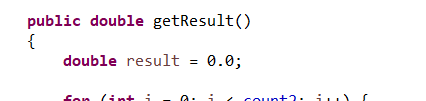 public double getResult()
{
double result = 0.0;
for (int i = 0; i < count2; i++) {